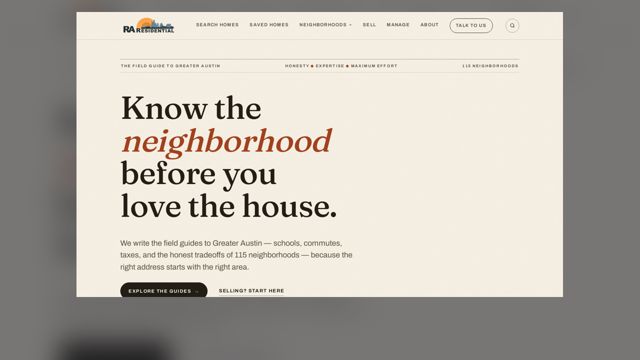 RA RESIDENTIAL
SEARCH HOMES SAVED HOMES NEIGHBORHOODS SELL MANAGE ABOUT TALK TO US
THE FIELD GUIDE TO GREATER AUSTIN HONESTY ◆ EXPERTISE ◆ MAXIMUM EFFORT 115 NEIGHBORHOODS
Know the
neighborhood
before you
love the house.
We write the field guides to Greater Austin — schools, commutes,
taxes, and the honest tradeoffs of 115 neighborhoods — because the
right address starts with the right area.
EXPLORE THE GUIDES → SELLING? START HERE